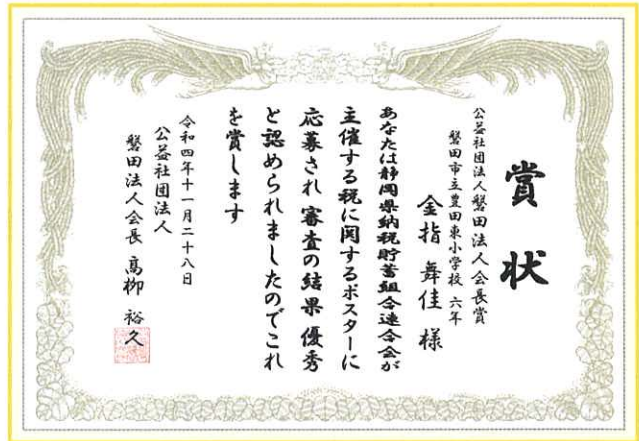 賞状
公益社団法人磐田法人会長賞
磐田市立豊田東小学校 六年
金指 舞佳 様
あなたは静岡県納税貯蓄組合連合会が
主催する税に関するポスターに
応募され 審査の結果 優秀
と認められましたのでこれ
を賞します
令和四年十一月二十八日
公益社団法人
磐田法人会長 髙柳 裕久